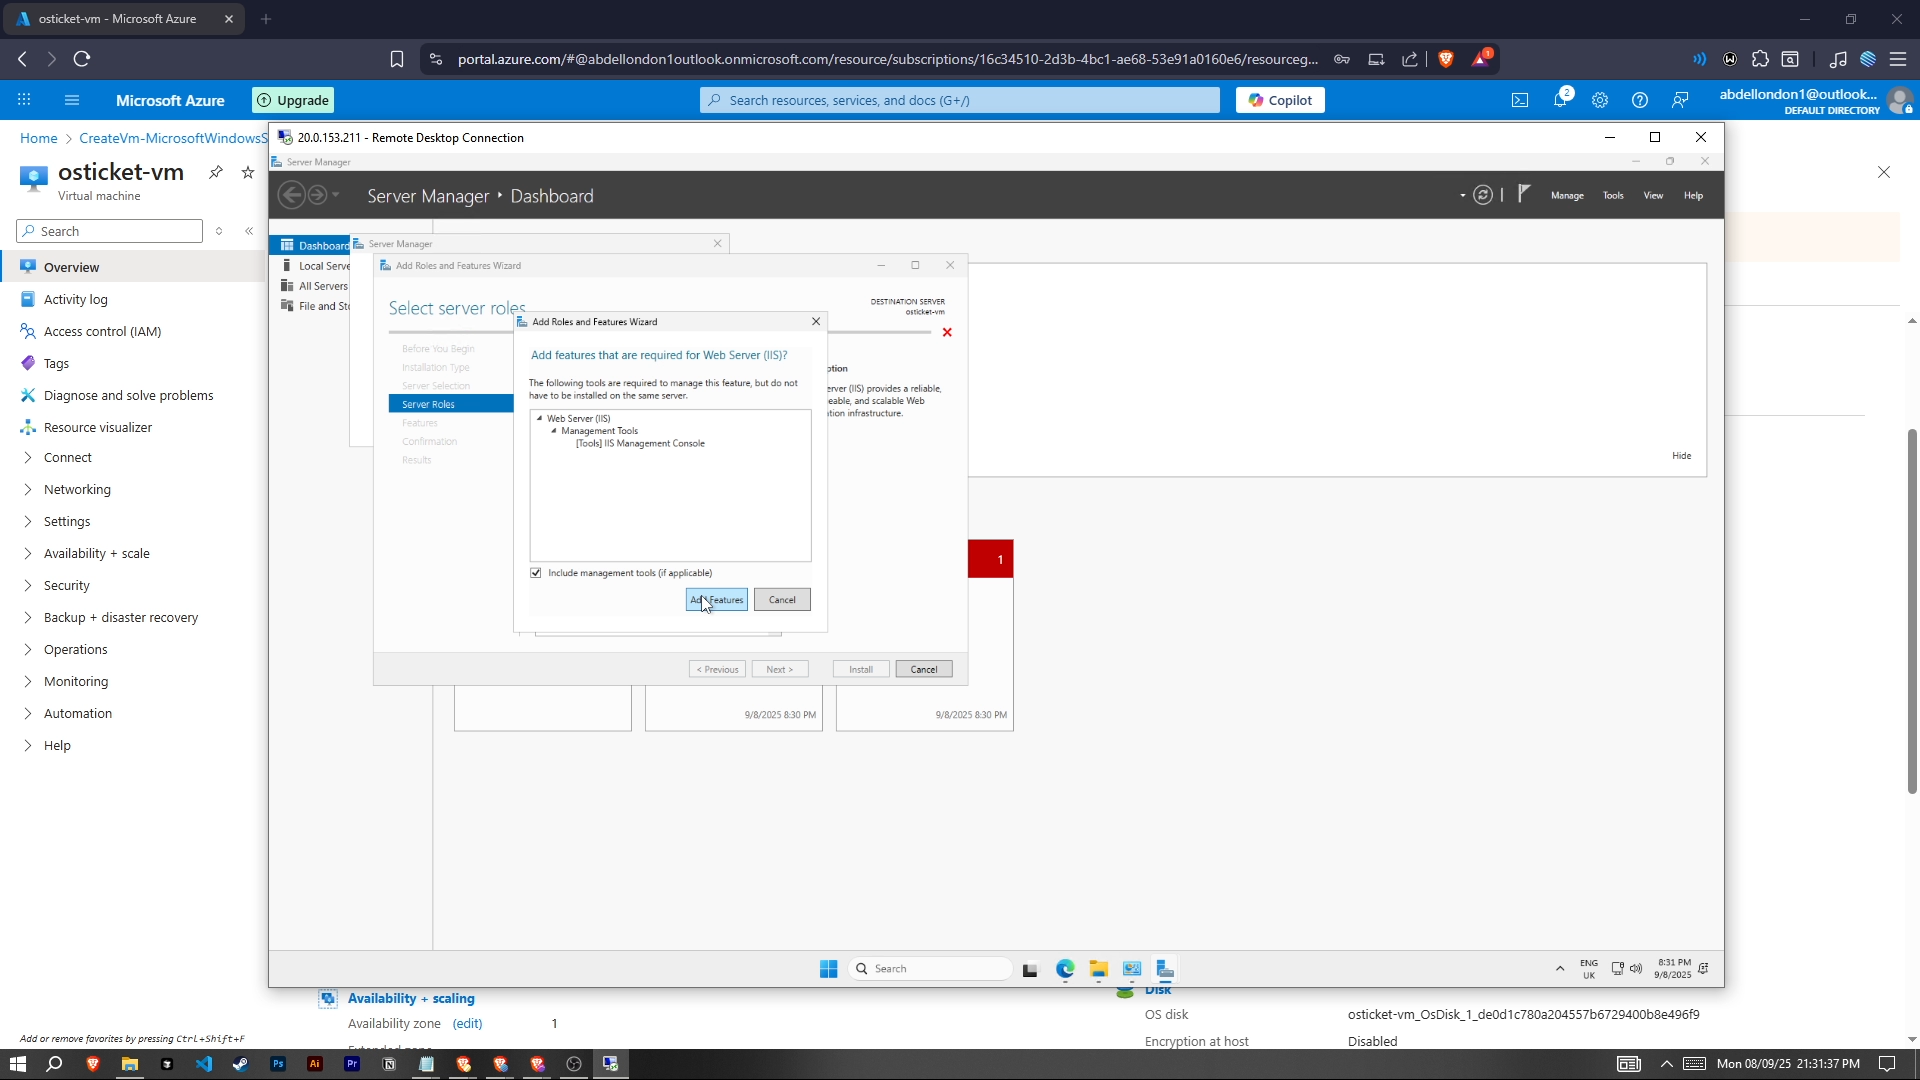 osticket-vm - Microsoft Azure
portal.azure.com/#@abdellondon1outlook.onmicrosoft.com/resource/subscriptions/16c34510-2d3b-4bc1-ae68-53e91a0160e6/resourceg...
1
Microsoft Azure
Upgrade
Search resources, services, and docs (G+/)
Copilot
2
abdellondon1@outlook...
DEFAULT DIRECTORY
Home > CreateVm-MicrosoftWindowsS
osticket-vm
Virtual machine
Search
Overview
Activity log
Access control (IAM)
Tags
Diagnose and solve problems
Resource visualizer
Connect
Networking
Settings
Availability + scale
Security
Backup + disaster recovery
Operations
Monitoring
Automation
Help
Add or remove favorites by pressing Ctrl+Shift+F
20.0.153.211 - Remote Desktop Connection
Server Manager
Server Manager • Dashboard
Manage
Tools
View
Help
Dashboard
Local Serve
All Servers
File and Sto
Server Manager
Add Roles and Features Wizard
Select server roles
DESTINATION SERVER
osticket-vm
Before You Begin
Installation Type
Server Selection
Server Roles
Features
Confirmation
Results
Add Roles and Features Wizard
Add features that are required for Web Server (IIS)?
The following tools are required to manage this feature, but do not
have to be installed on the same server.
Web Server (IIS)
Management Tools
[Tools] IIS Management Console
Include management tools (if applicable)
Add Features
Cancel
ption
erver (IIS) provides a reliable,
eable, and scalable Web
tion infrastructure.
< Previous
Next >
Install
Cancel
Hide
1
9/8/2025 8:30 PM
9/8/2025 8:30 PM
Search
ENG
UK
8:31 PM
9/8/2025
Availability + scaling
Availability zone (edit)
1
Disk
OS disk
osticket-vm_OsDisk_1_de0d1c780a204557b6729400b8e496f9
Encryption at host
Disabled
Mon 08/09/25 21:31:37 PM